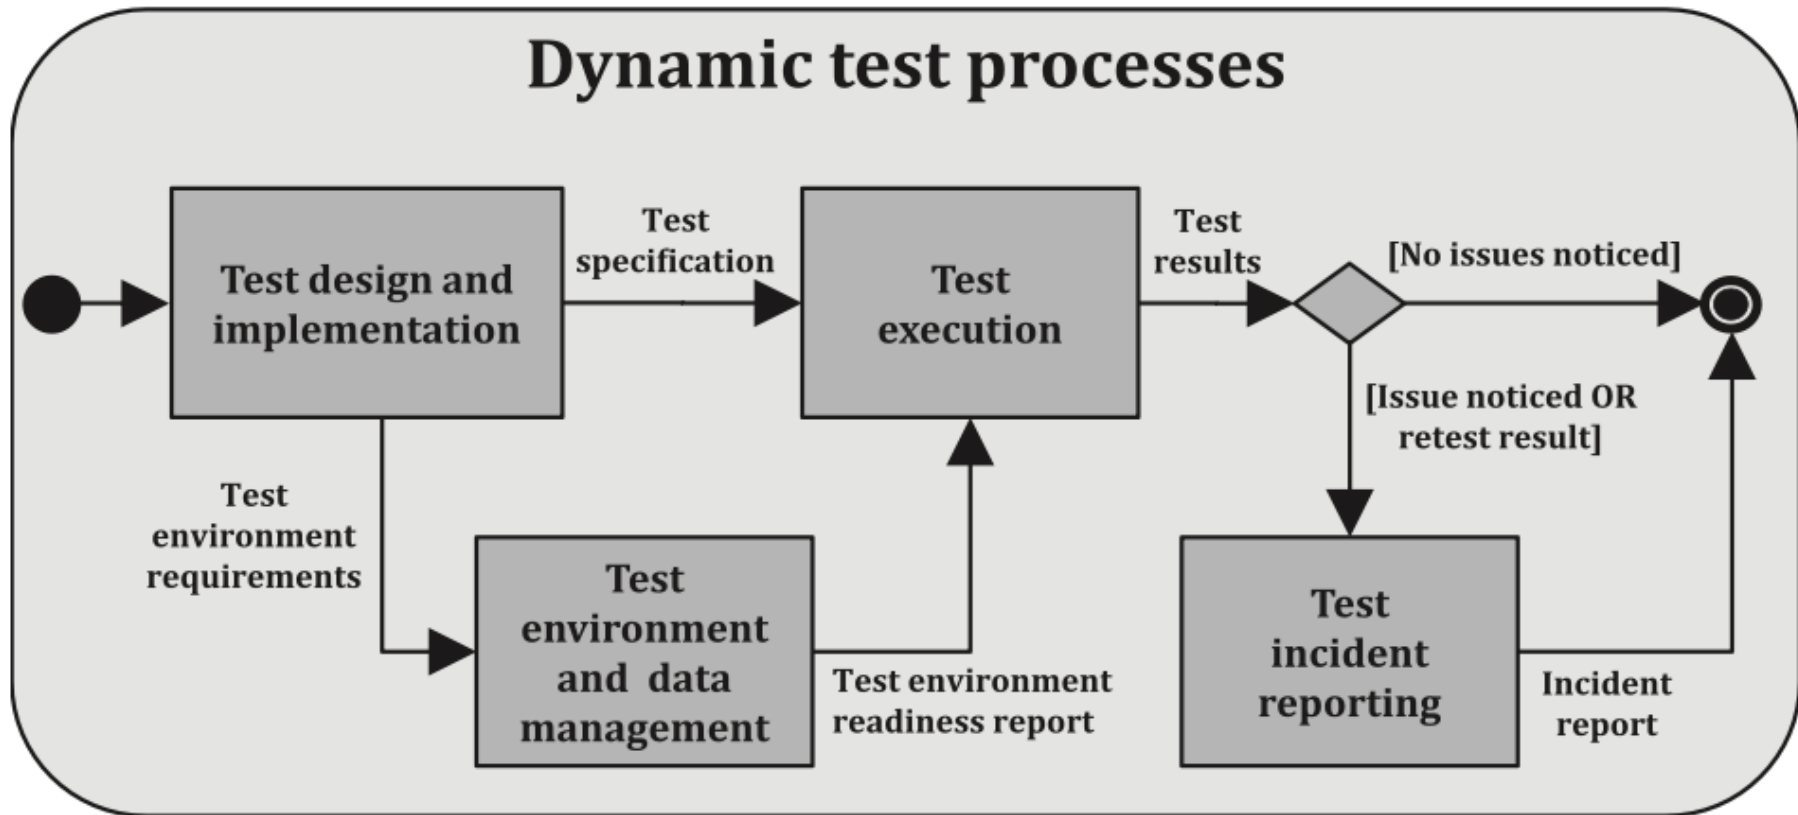 Dynamic test processes
Test design and
implementation
Test
specification
Test
execution
Test
results
[No issues noticed]
[Issue noticed OR
retest result]
Test
environment
requirements
Test
environment
and data
management
Test environment
readiness report
Test
incident
reporting
Incident
report